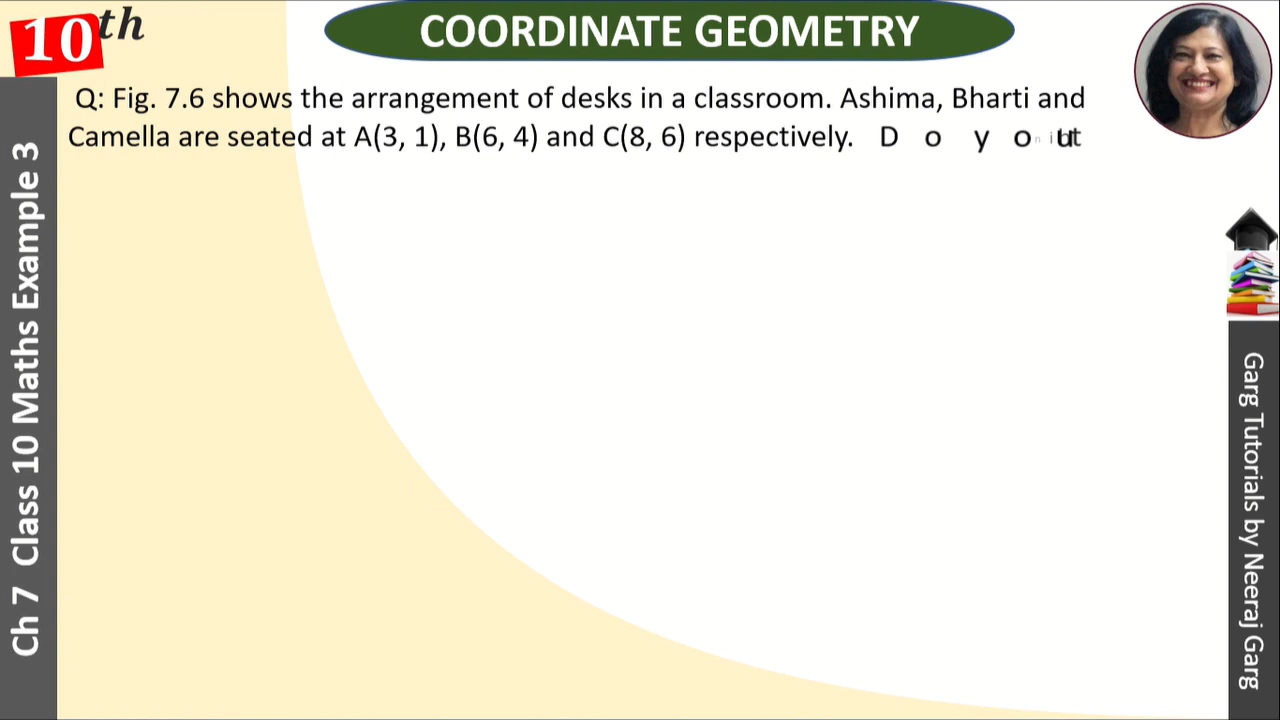 10th
COORDINATE GEOMETRY
Q: Fig. 7.6 shows the arrangement of desks in a classroom. Ashima, Bharti and
Camella are seated at A(3, 1), B(6, 4) and C(8, 6) respectively. D o y o
Ch 7 Class 10 Maths Example 3
Garg Tutorials by Neeraj Garg